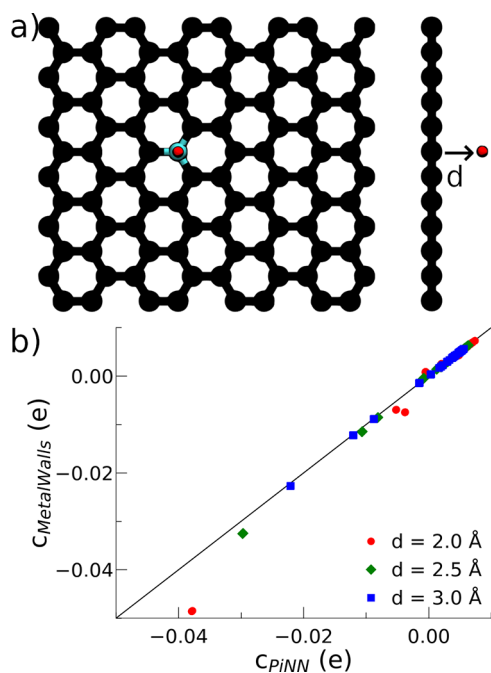 a)
d
b)
0.00
−0.02
−0.04
c_MetalWalls (e)
d = 2.0 Å
d = 2.5 Å
d = 3.0 Å
−0.04 −0.02 0.00
c_PiNN (e)